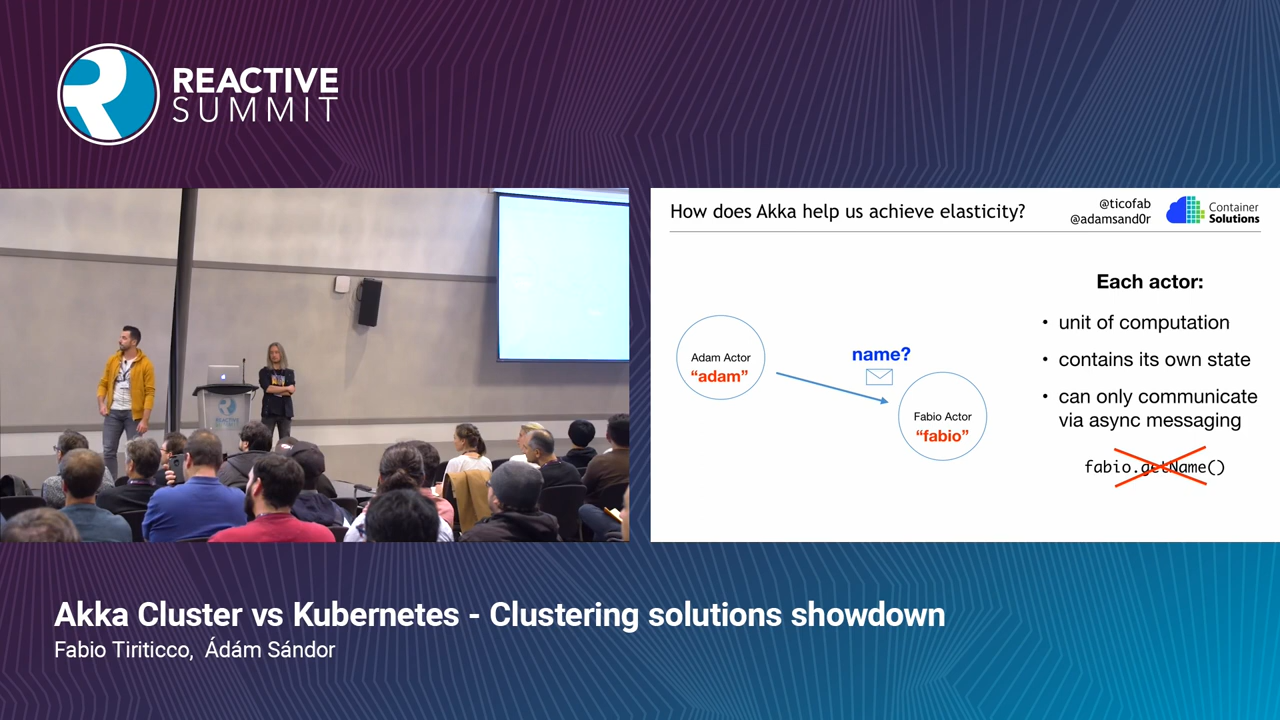 REACTIVE
SUMMIT
How does Akka help us achieve elasticity?
@ticofab
@adamsand0r
Container
Solutions
Each actor:
• unit of computation
• contains its own state
• can only communicate
via async messaging
fabio.getName()
Adam Actor
“adam”
name?
Fabio Actor
“fabio”
REACTIVE
SUMMIT
Akka Cluster vs Kubernetes - Clustering solutions showdown
Fabio Tiriticco, Ádám Sándor